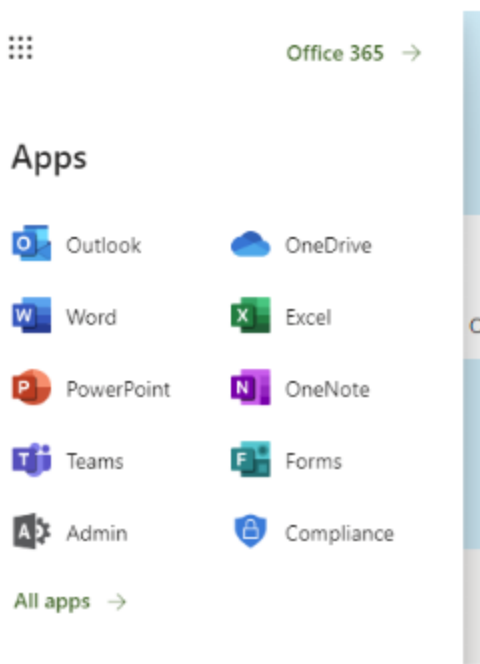 Office 365
Apps
Outlook OneDrive
Word Excel
PowerPoint OneNote
Teams Forms
Admin Compliance
All apps